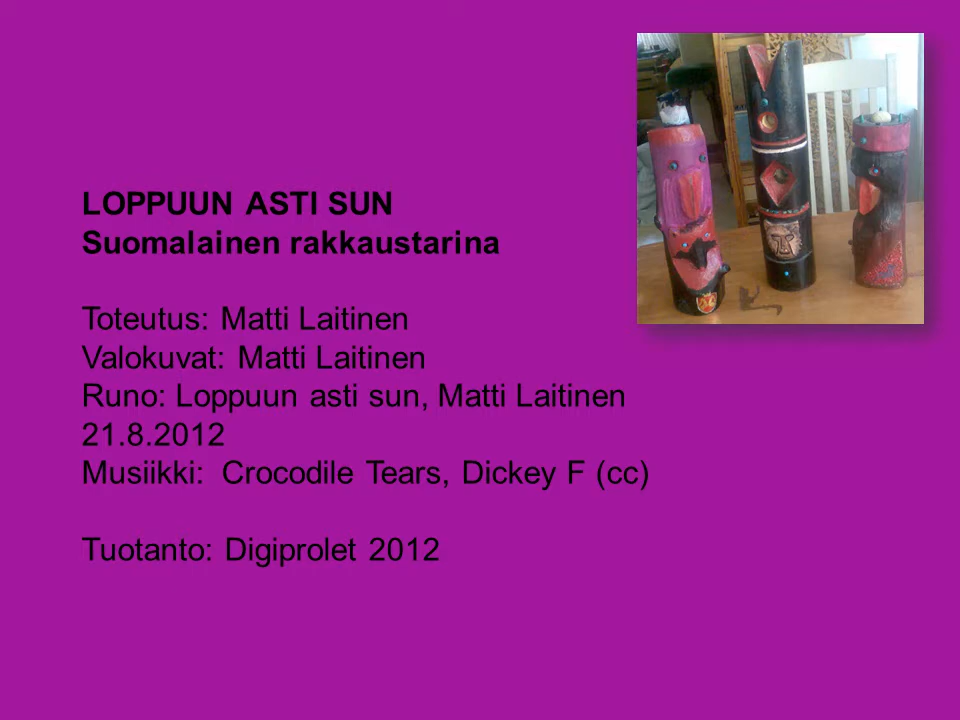 LOPPUUN ASTI SUN
Suomalainen rakkaustarina
Toteutus: Matti Laitinen
Valokuvat: Matti Laitinen
Runo: Loppuun asti sun, Matti Laitinen
21.8.2012
Musiikki: Crocodile Tears, Dickey F (cc)
Tuotanto: Digiprolet 2012